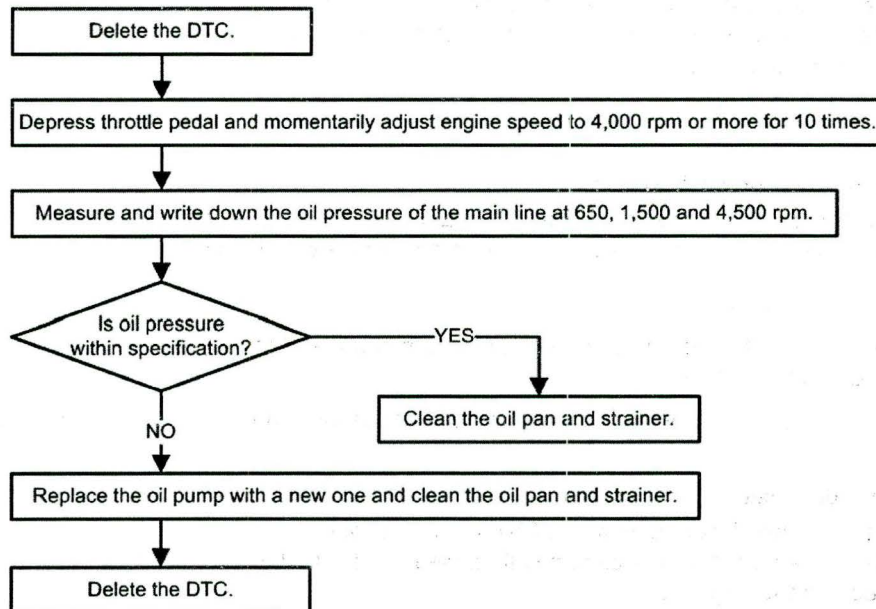 Delete the DTC.
Depress throttle pedal and momentarily adjust engine speed to 4,000 rpm or more for 10 times.
Measure and write down the oil pressure of the main line at 650, 1,500 and 4,500 rpm.
Is oil pressure
within specification?
YES
Clean the oil pan and strainer.
NO
Replace the oil pump with a new one and clean the oil pan and strainer.
Delete the DTC.